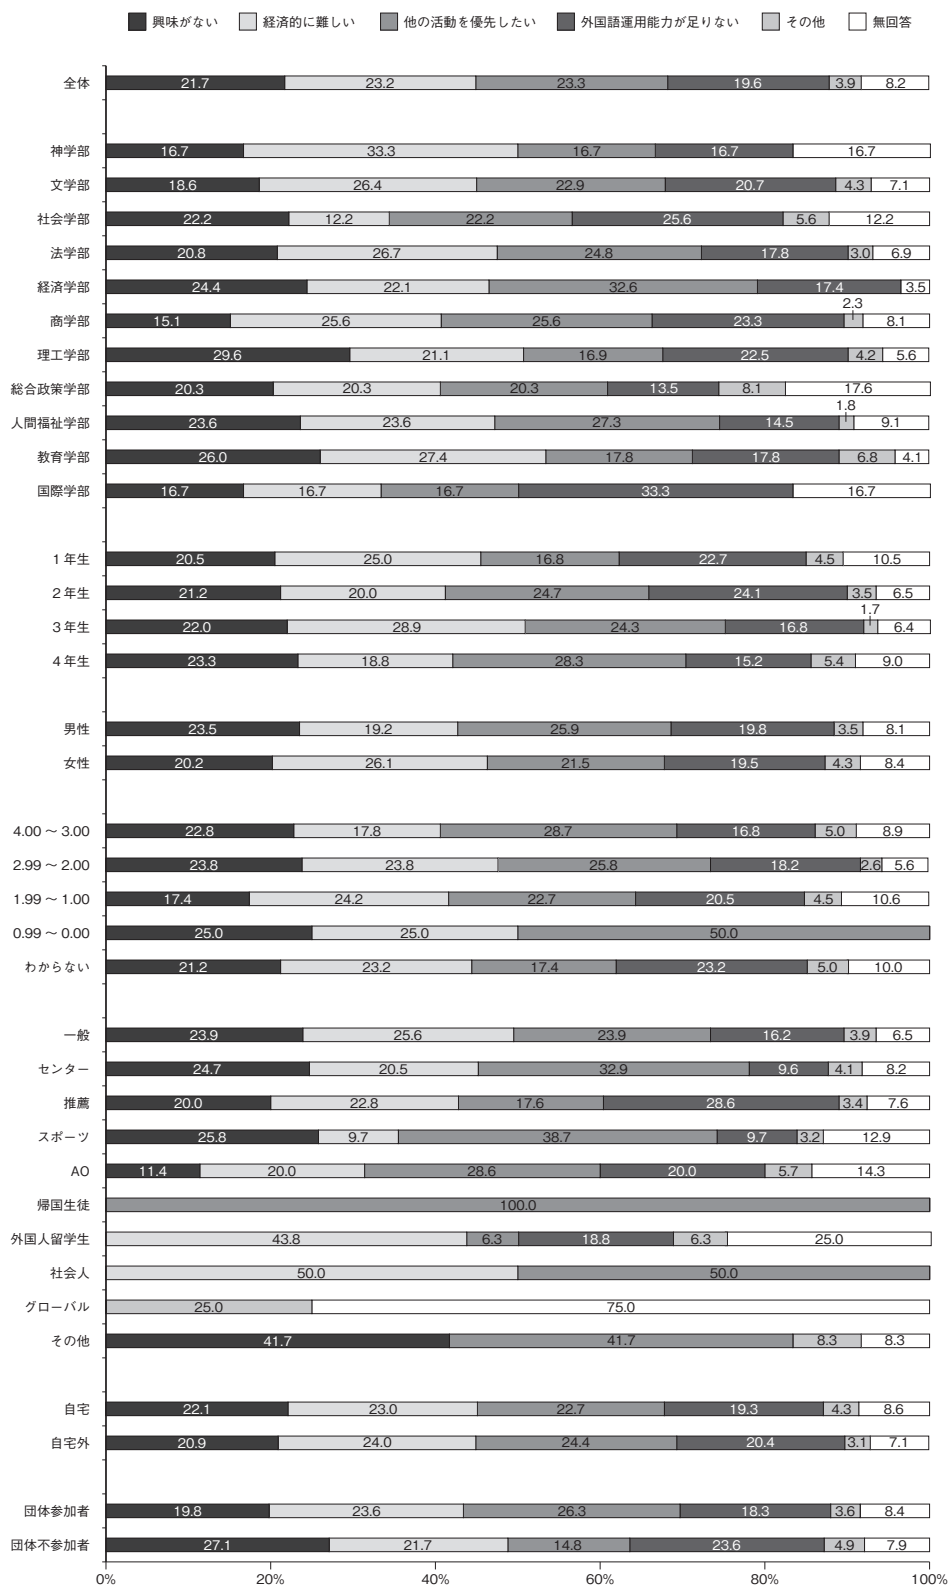 興味がない 経済的に難しい 他の活動を優先したい 外国語運用能力が足りない その他 無回答
全体 21.7 23.2 23.3 19.6 3.9 8.2
神学部 16.7 33.3 16.7 16.7 16.7
文学部 18.6 26.4 22.9 20.7 4.3 7.1
社会学部 22.2 12.2 22.2 25.6 5.6 12.2
法学部 20.8 26.7 24.8 17.8 3.0 6.9
経済学部 24.4 22.1 32.6 17.4 3.5
2.3
商学部 15.1 25.6 25.6 23.3 8.1
理工学部 29.6 21.1 16.9 22.5 4.2 5.6
総合政策学部 20.3 20.3 20.3 13.5 8.1 17.6
1.8
人間福祉学部 23.6 23.6 27.3 14.5 9.1
教育学部 26.0 27.4 17.8 17.8 6.8 4.1
国際学部 16.7 16.7 16.7 33.3 16.7
1年生 20.5 25.0 16.8 22.7 4.5 10.5
2年生 21.2 20.0 24.7 24.1 3.5 6.5
1.7
3年生 22.0 28.9 24.3 16.8 6.4
4年生 23.3 18.8 28.3 15.2 5.4 9.0
男性 23.5 19.2 25.9 19.8 3.5 8.1
女性 20.2 26.1 21.5 19.5 4.3 8.4
4.00～3.00 22.8 17.8 28.7 16.8 5.0 8.9
2.99～2.00 23.8 23.8 25.8 18.2 2.6 5.6
1.99～1.00 17.4 24.2 22.7 20.5 4.5 10.6
0.99～0.00 25.0 25.0 50.0
わからない 21.2 23.2 17.4 23.2 5.0 10.0
一般 23.9 25.6 23.9 16.2 3.9 6.5
センター 24.7 20.5 32.9 9.6 4.1 8.2
推薦 20.0 22.8 17.6 28.6 3.4 7.6
スポーツ 25.8 9.7 38.7 9.7 3.2 12.9
AO 11.4 20.0 28.6 20.0 5.7 14.3
帰国生徒 100.0
外国人留学生 43.8 6.3 18.8 6.3 25.0
社会人 50.0 50.0
グローバル 25.0 75.0
その他 41.7 41.7 8.3 8.3
自宅 22.1 23.0 22.7 19.3 4.3 8.6
自宅外 20.9 24.0 24.4 20.4 3.1 7.1
団体参加者 19.8 23.6 26.3 18.3 3.6 8.4
団体不参加者 27.1 21.7 14.8 23.6 4.9 7.9
0% 20% 40% 60% 80% 100%